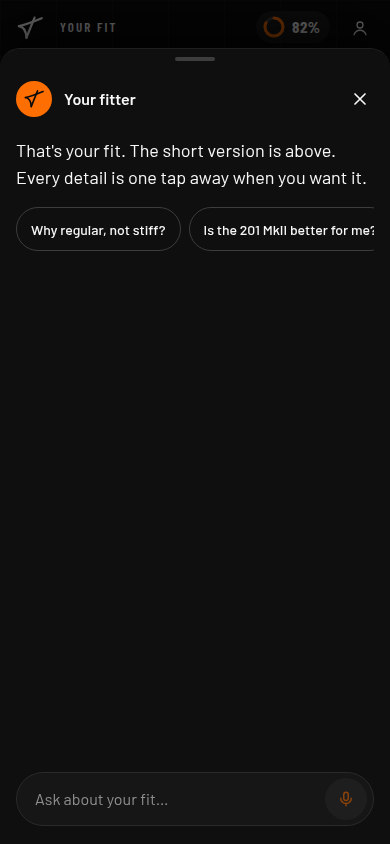 YOUR FIT
82%
Your fitter
That's your fit. The short version is above.
Every detail is one tap away when you want it.
Why regular, not stiff?
Is the 201 MkII better for me?
Ask about your fit...